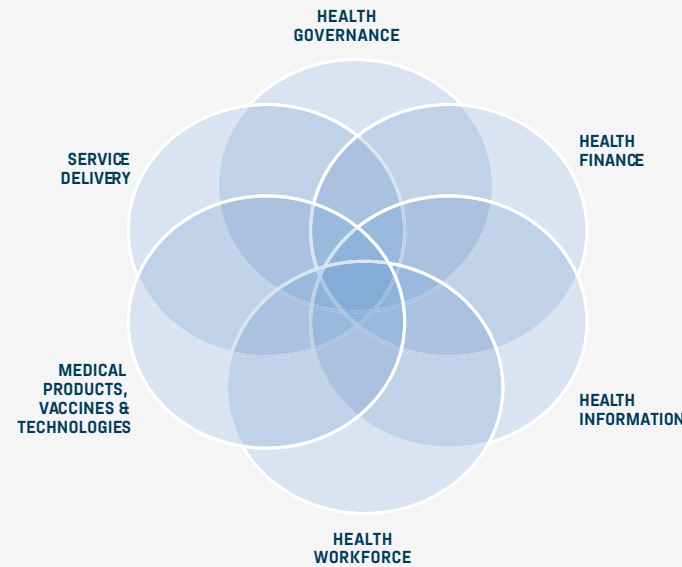 HEALTH
GOVERNANCE
SERVICE
DELIVERY
HEALTH
FINANCE
MEDICAL
PRODUCTS,
VACCINES &
TECHNOLOGIES
HEALTH
INFORMATION
HEALTH
WORKFORCE